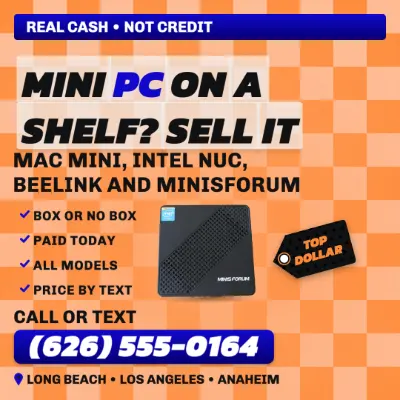 REAL CASH • NOT CREDIT
MINI PC ON A
SHELF? SELL IT
MAC MINI, INTEL NUC,
BEELINK AND MINISFORUM
BOX OR NO BOX
PAID TODAY
ALL MODELS
PRICE BY TEXT
MINIS FORUM
TOP
DOLLAR
CALL OR TEXT
(626) 555-0164
LONG BEACH • LOS ANGELES • ANAHEIM